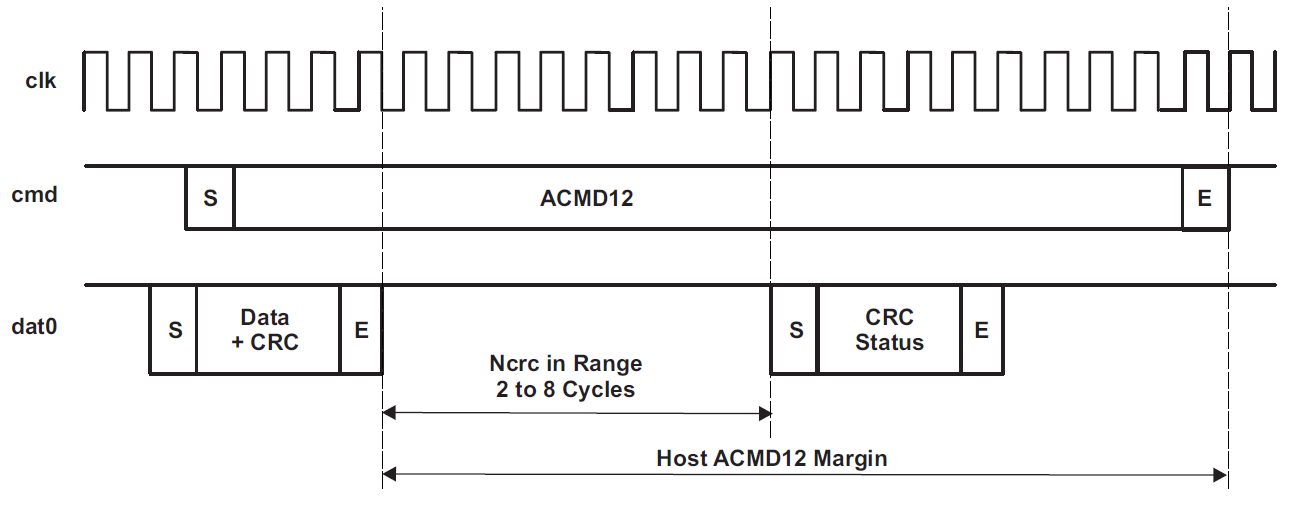 clk
cmd
S
ACMD12
E
dat0
S
Data
+ CRC
E
S
CRC
Status
E
Ncrc in Range
2 to 8 Cycles
Host ACMD12 Margin